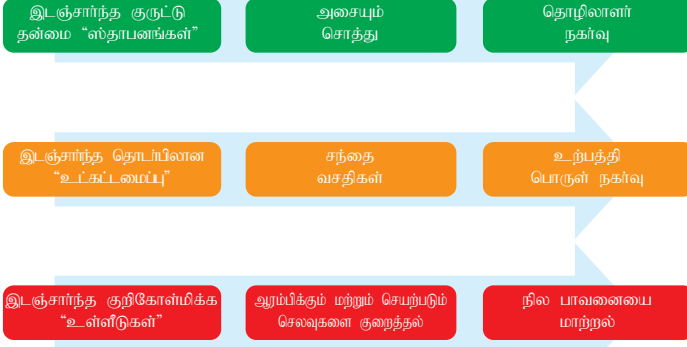 இடஞ்சார்ந்த குருட்டு
தன்மை “ஸ்தாபனங்கள்”
அசையும்
சொத்து
தொழிலாளர்
நகர்வு
இடஞ்சார்ந்த தொடர்பிலான
“உட்கட்டமைப்பு”
சந்தை
வசதிகள்
உற்பத்தி
பொருள் நகர்வு
இடஞ்சார்ந்த குறிகோள்மிக்க
“உள்ளீடுகள்”
ஆரம்பிக்கும் மற்றும் செயற்படும்
செலவுகளை குறைத்தல்
நில பாவனையை
மாற்றல்